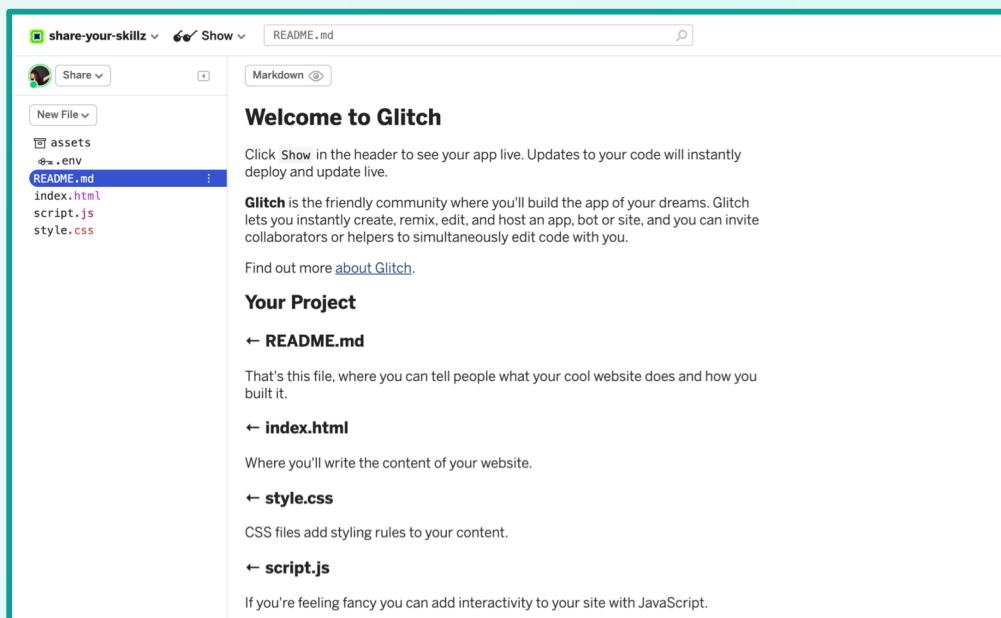 share-your-skillz Show README.md
Share
Markdown
New File
Welcome to Glitch
assets
.env
README.md
index.html
script.js
style.css
Click Show in the header to see your app live. Updates to your code will instantly
deploy and update live.
Glitch is the friendly community where you'll build the app of your dreams. Glitch
lets you instantly create, remix, edit, and host an app, bot or site, and you can invite
collaborators or helpers to simultaneously edit code with you.
Find out more about Glitch.
Your Project
← README.md
That's this file, where you can tell people what your cool website does and how you
built it.
← index.html
Where you'll write the content of your website.
← style.css
CSS files add styling rules to your content.
← script.js
If you're feeling fancy you can add interactivity to your site with JavaScript.